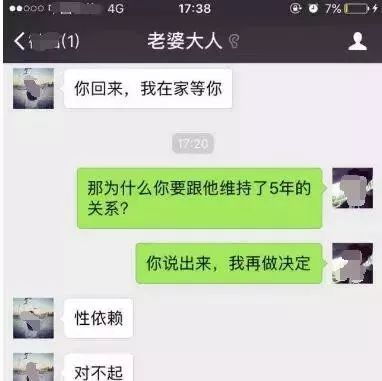 4G 17:38 7%
(1) 老婆大人
你回来，我在家等你
17:20
那为什么你要跟他维持了5年的
关系？
你说出来，我再做决定
性依赖
对不起